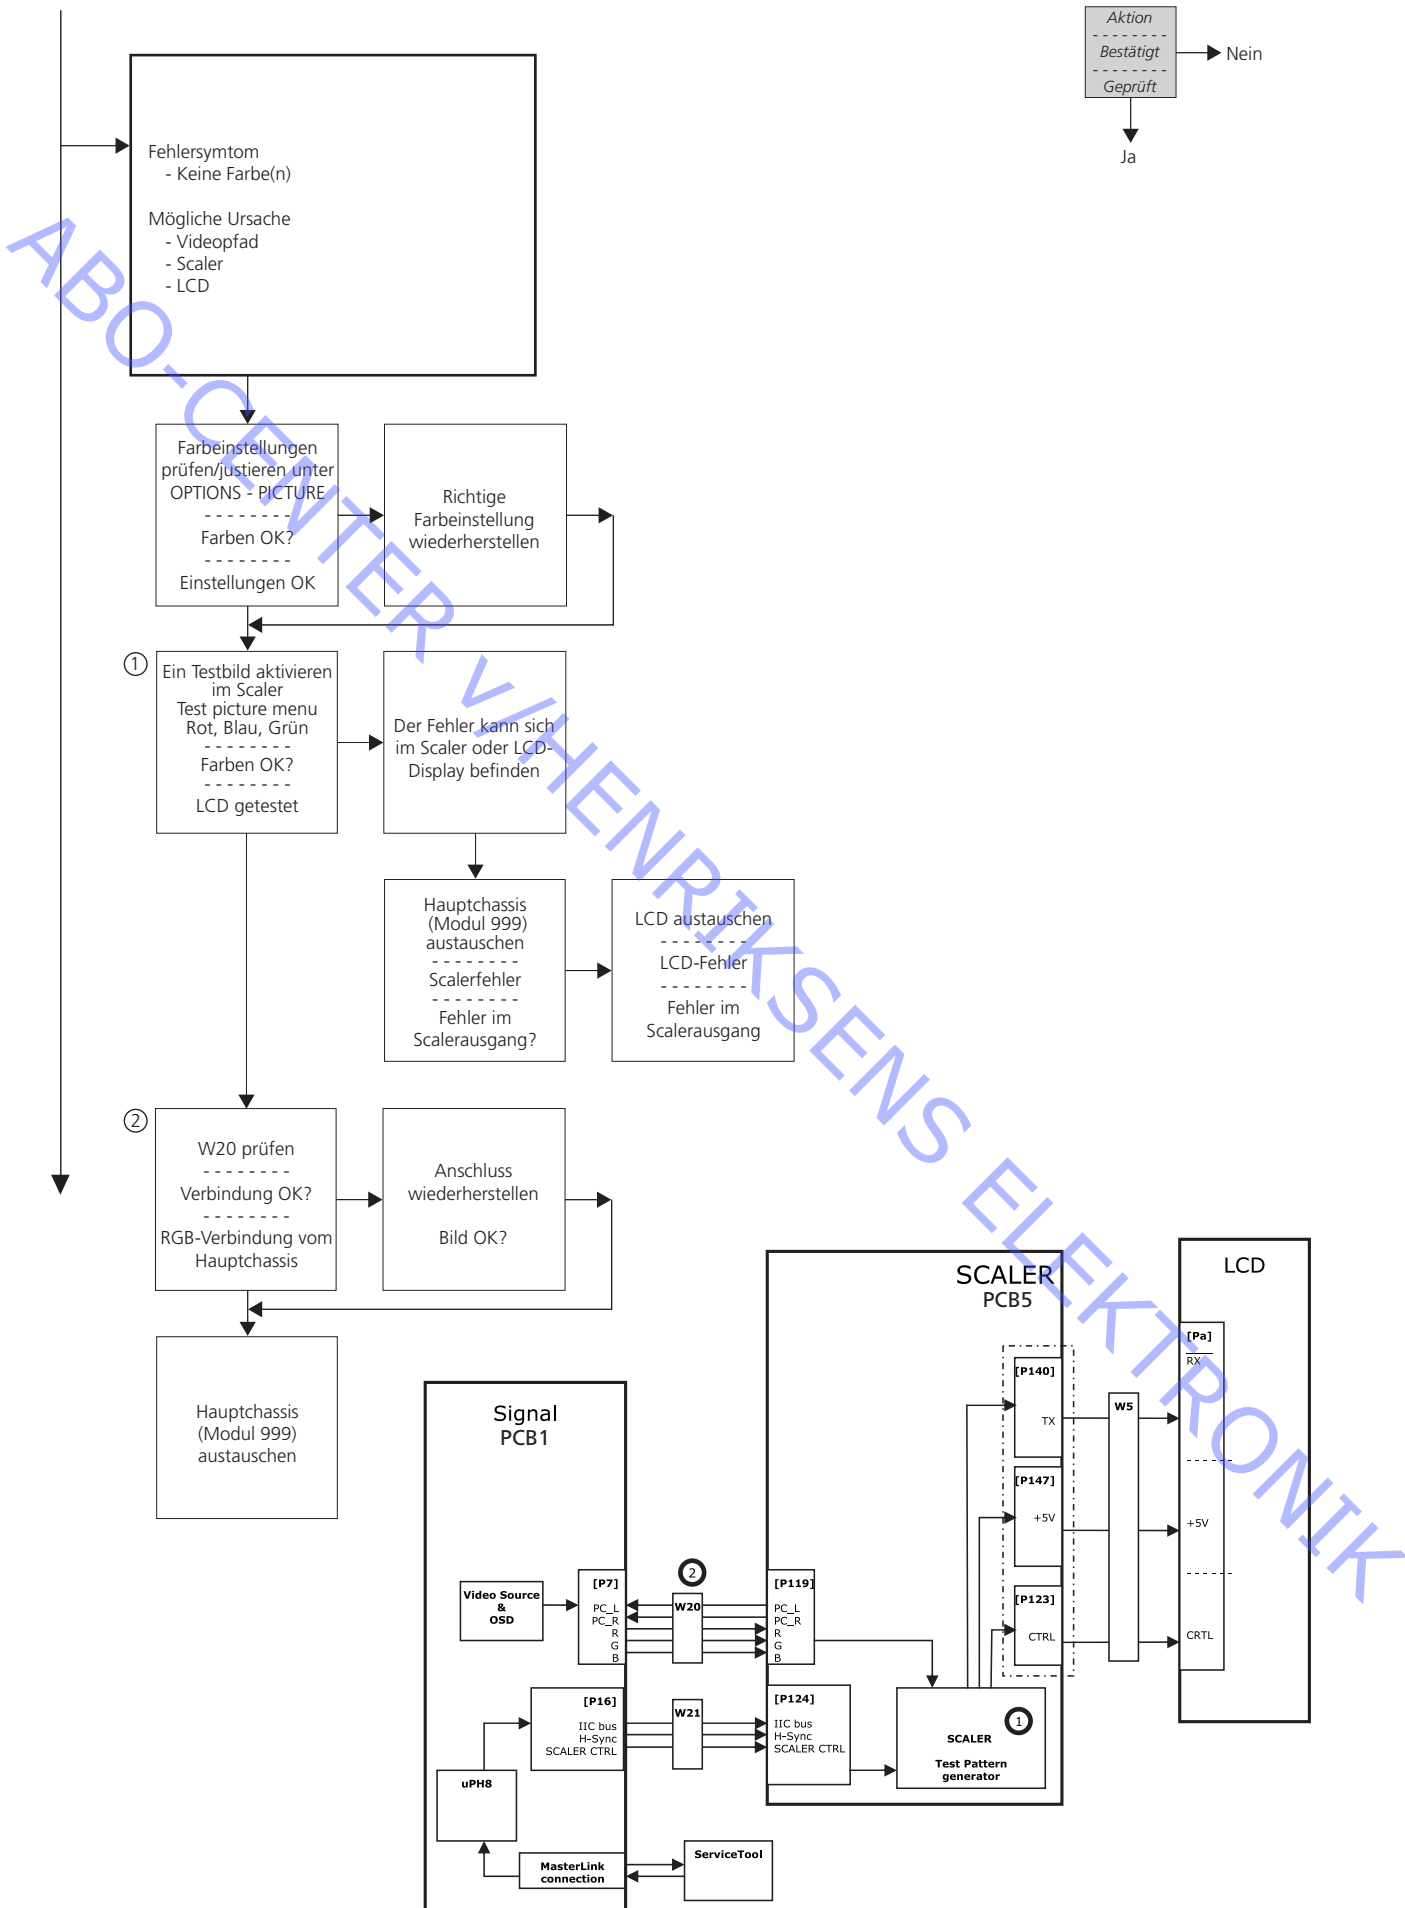 Aktion
- - - - - - - -
Bestätigt
- - - - - - - -
Geprüft
Nein
Ja
Fehlersymtom
- Keine Farbe(n)
Mögliche Ursache
- Videopfad
- Scaler
- LCD
Farbeinstellungen
prüfen/justieren unter
OPTIONS - PICTURE
- - - - - - - -
Farben OK?
- - - - - - - -
Einstellungen OK
Richtige
Farbeinstellung
wiederherstellen
1
Ein Testbild aktivieren
im Scaler
Test picture menu
Rot, Blau, Grün
- - - - - - - -
Farben OK?
- - - - - - - -
LCD getestet
Der Fehler kann sich
im Scaler oder LCD-
Display befinden
Hauptchassis
(Modul 999)
austauschen
- - - - - - - -
Scalerfehler
- - - - - - - -
Fehler im
Scalerausgang?
LCD austauschen
- - - - - - - -
LCD-Fehler
- - - - - - - -
Fehler im
Scalerausgang
2
W20 prüfen
- - - - - - - -
Verbindung OK?
- - - - - - - -
RGB-Verbindung vom
Hauptchassis
Anschluss
wiederherstellen
Bild OK?
Hauptchassis
(Modul 999)
austauschen
Signal
PCB1
Video Source
&
OSD
[P7]
PC_L
PC_R
R
G
B
[P16]
IIC bus
H-Sync
SCALER CTRL
uPH8
MasterLink
connection
ServiceTool
2
W20
W21
SCALER
PCB5
[P119]
PC_L
PC_R
R
G
B
[P124]
IIC bus
H-Sync
SCALER CTRL
[P140]
TX
[P147]
+5V
[P123]
CTRL
1
SCALER
Test Pattern
generator
W5
LCD
[Pa]
RX
+5V
CRTL
ABO-CENTER v/HENRIKSENS ELEKTRONIK